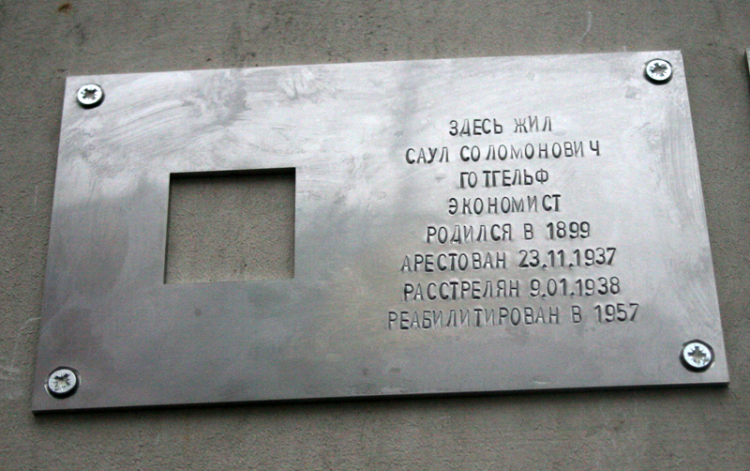 ЗДЕСЬ ЖИЛ
САУЛ СОЛОМОНОВИЧ
ГОТГЕЛЬФ
ЭКОНОМИСТ
РОДИЛСЯ В 1899
АРЕСТОВАН 23.11.1937
РАССТРЕЛЯН 9.01.1938
РЕАБИЛИТИРОВАН В 1957